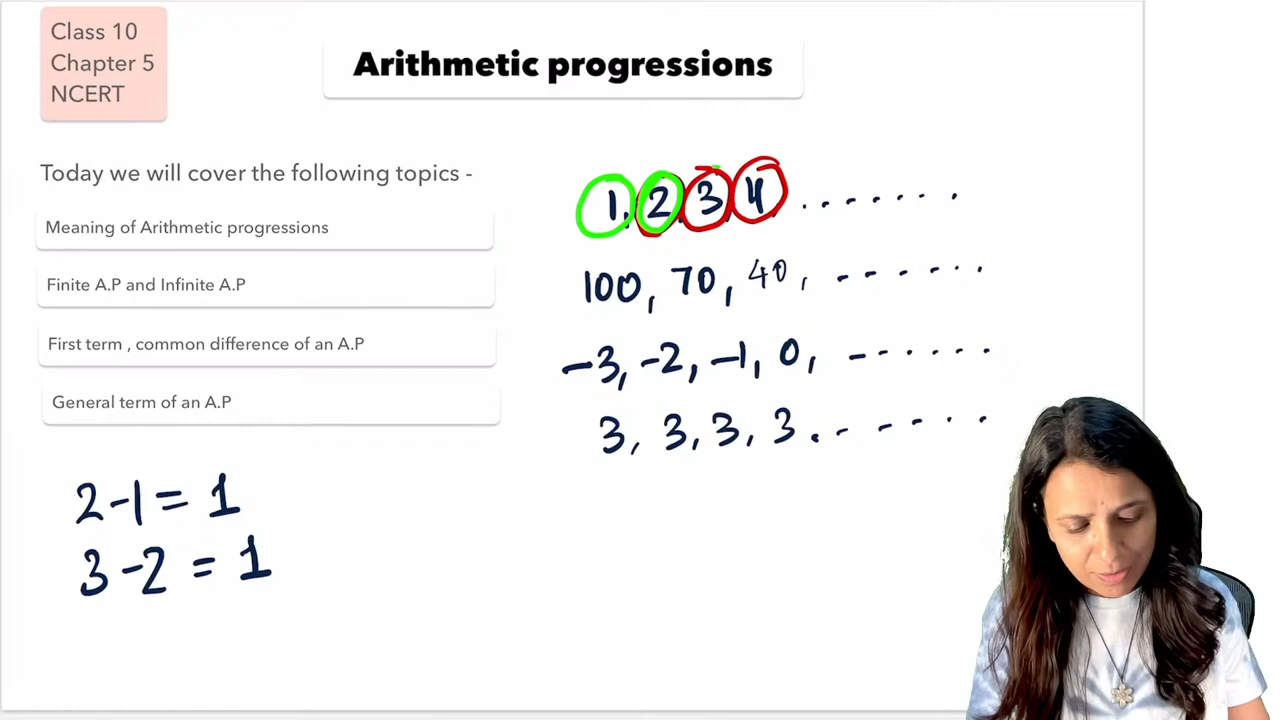 Class 10
Chapter 5
NCERT
Arithmetic progressions
Today we will cover the following topics -
Meaning of Arithmetic progressions
Finite A.P and Infinite A.P
First term , common difference of an A.P
General term of an A.P
1, 2, 3, 4, .......
100, 70, 40, - - - - - - .
-3, -2, -1, 0, - - - - - -
3, 3, 3, 3 . - - - - -
2-1 = 1
3-2 = 1